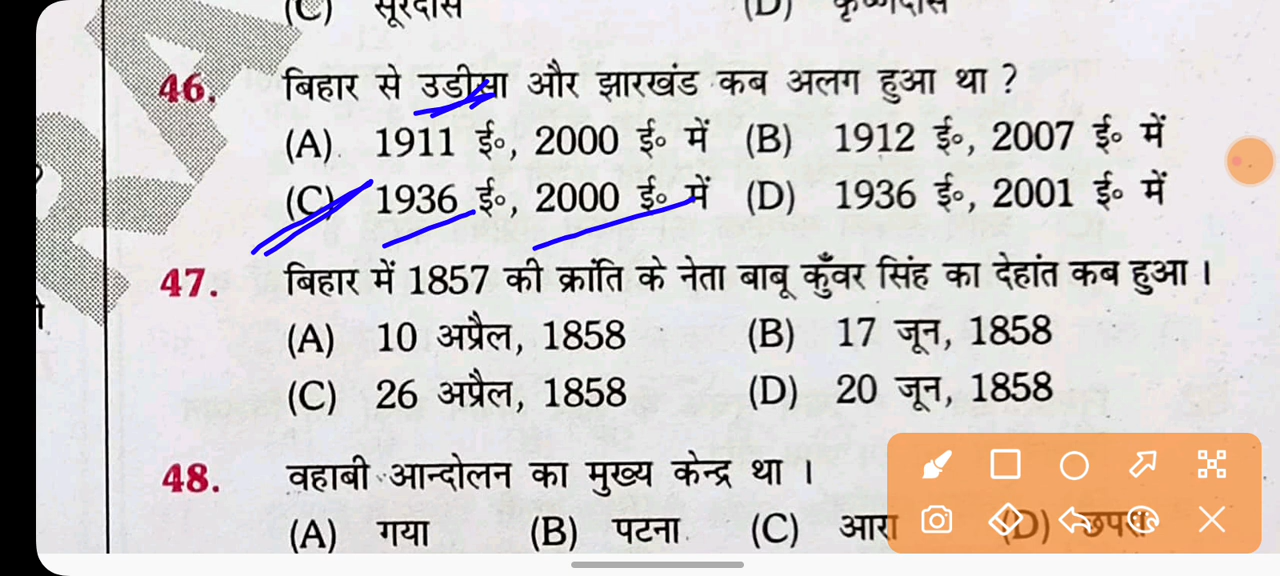 (C) सूरदास (D) कृष्णदास
46. बिहार से उडीसा और झारखंड कब अलग हुआ था ?
(A) 1911 ई०, 2000 ई० में (B) 1912 ई०, 2007 ई० में
(C) 1936 ई०, 2000 ई० में (D) 1936 ई०, 2001 ई० में
47. बिहार में 1857 की क्रांति के नेता बाबू कुँवर सिंह का देहांत कब हुआ ।
(A) 10 अप्रैल, 1858 (B) 17 जून, 1858
(C) 26 अप्रैल, 1858 (D) 20 जून, 1858
48. वहाबी आन्दोलन का मुख्य केन्द्र था ।
(A) गया (B) पटना (C) आरा (D) छपरा